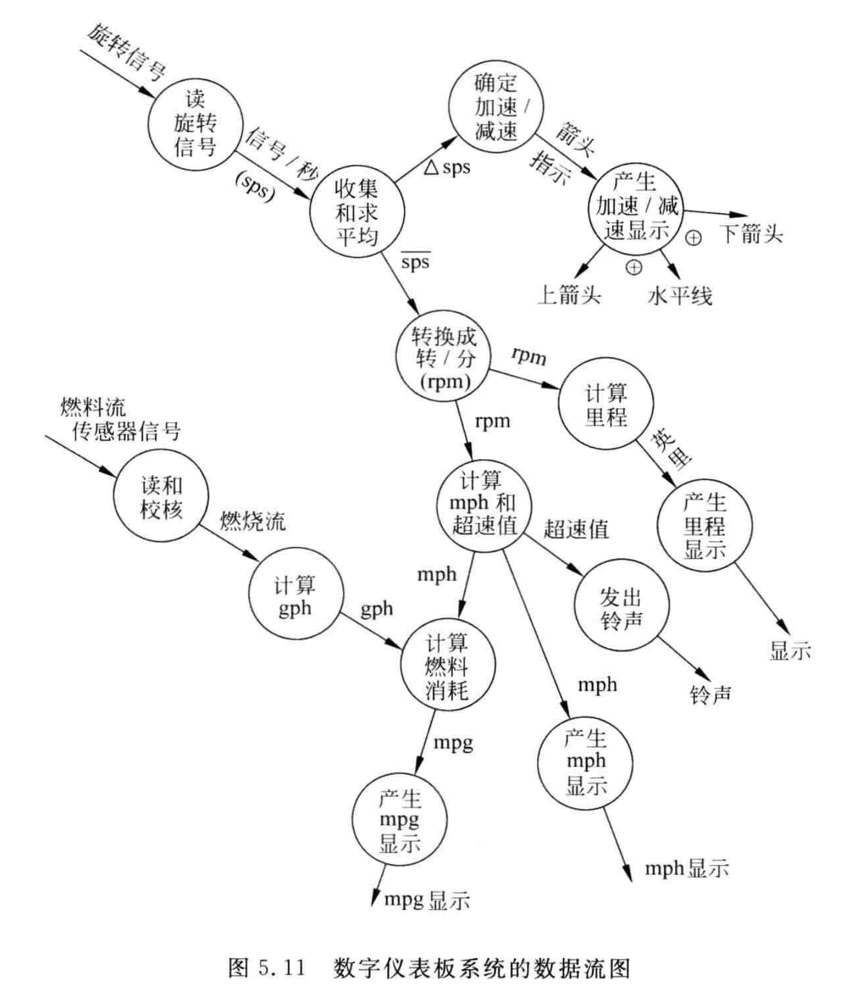 旋转信号
读
旋转
信号
信号/秒
(sps)
收集
和求
平均
△sps
确定
加速/
减速
箭头
指示
产生
加速/减
速显示
⊕
下箭头
⊕
上箭头
水平线
s̅p̅s̅
转换成
转/分
(rpm)
rpm
计算
里程
英里
产生
里程
显示
显示
rpm
计算
mph和
超速值
超速值
发出
铃声
铃声
燃料流
传感器信号
读和
校核
燃烧流
计算
gph
gph
mph
计算
燃料
消耗
mph
产生
mph
显示
mph显示
mpg
产生
mpg
显示
mpg显示
图 5.11 数字仪表板系统的数据流图